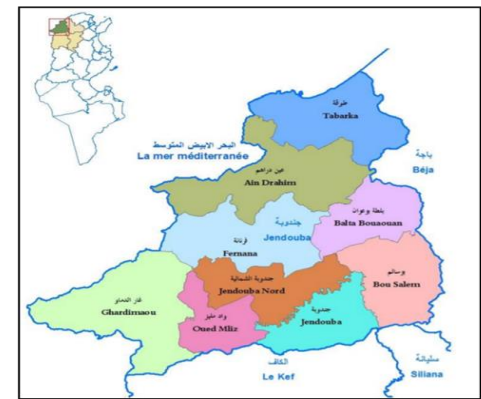 طبرقة
Tabarka
البحر الابيض المتوسط
La mer méditerranée
باجة
Béja
عين دراهم
Ain Drahim
بلطة بوعوان
Balta Bouaouan
جندوبة
Jendouba
فرنانة
Fernana
بوسالم
Bou Salem
جندوبة الشمالية
Jendouba Nord
غار الدماء
Ghardimaou
واد مليز
Oued Mliz
جندوبة
Jendouba
الكاف
Le Kef
سليانة
Siliana